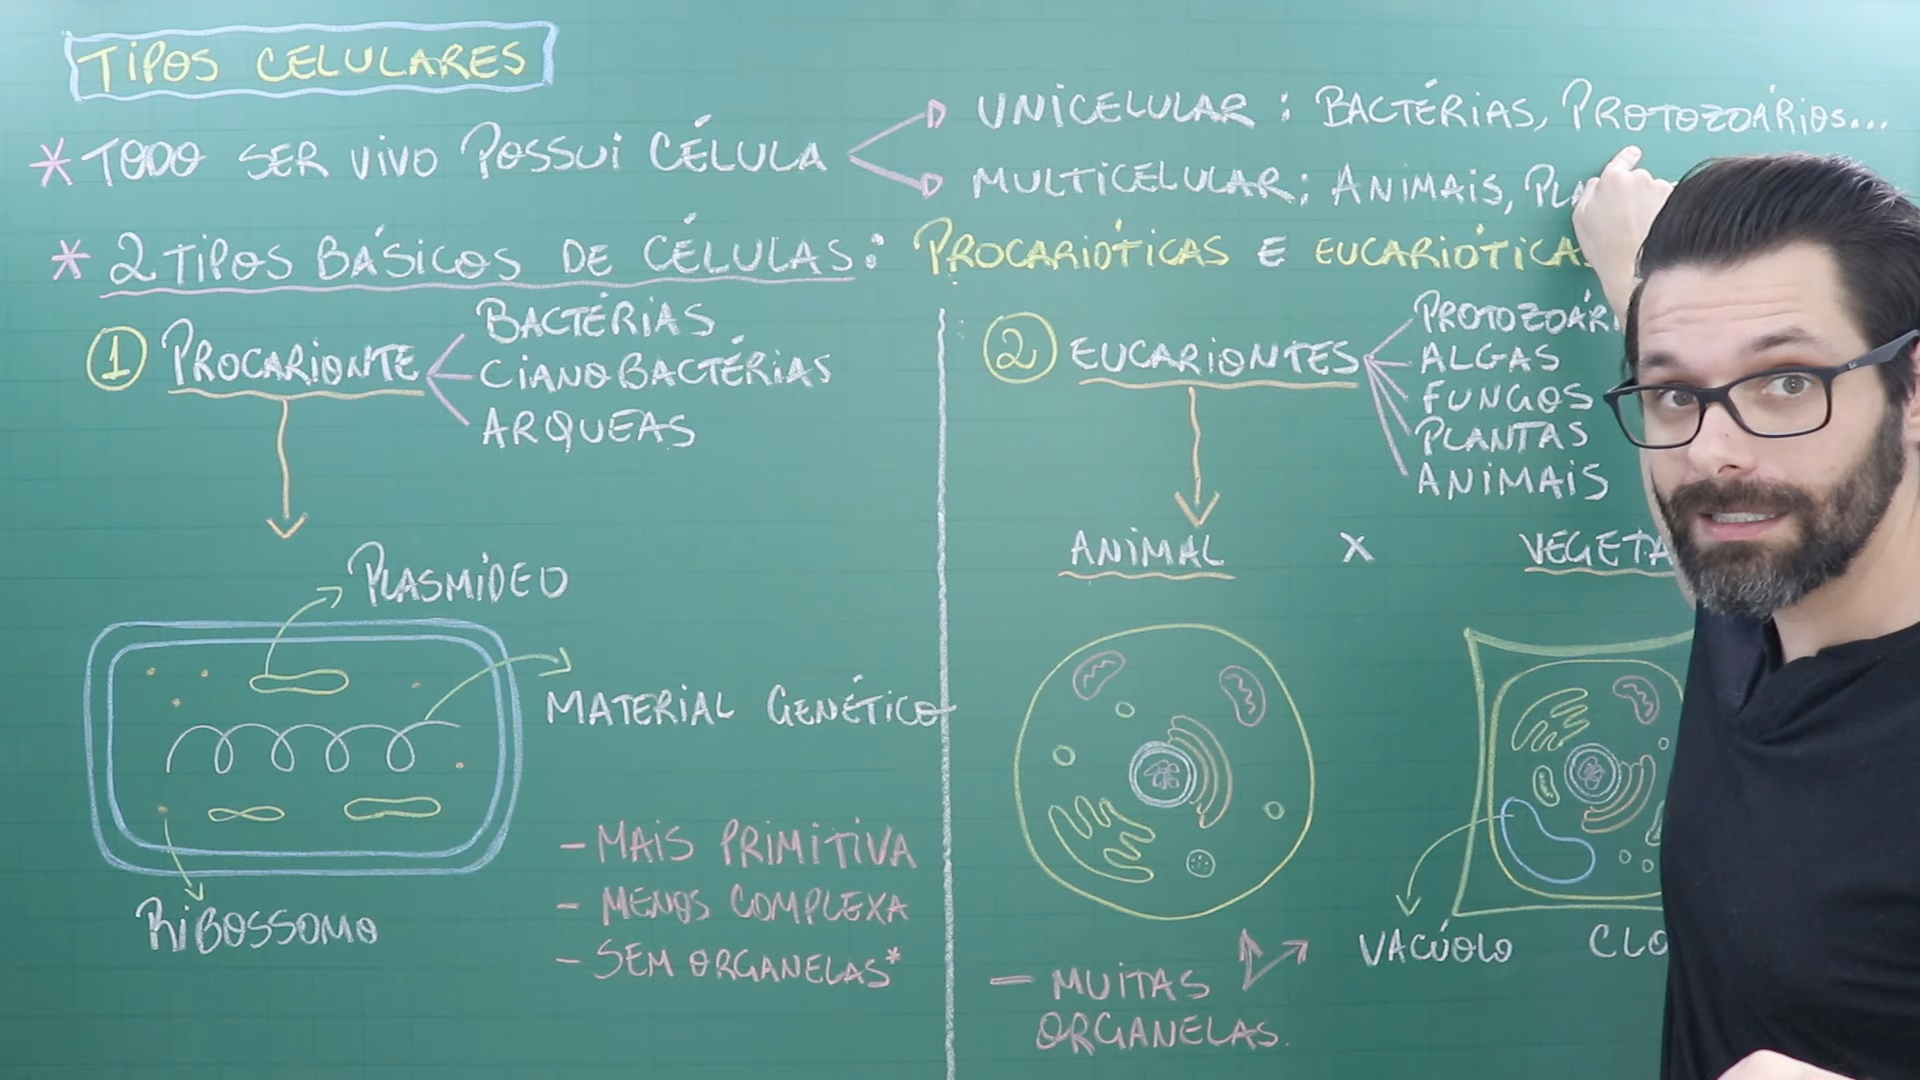 TIPOS CELULARES
* TODO SER VIVO POSSUI CÉLULA
UNICELULAR : BACTÉRIAS, PROTOZOÁRIOS...
MULTICELULAR: ANIMAIS,
* 2 TIPOS BÁSICOS DE CÉLULAS: PROCARIÓTICAS E EUCARIÓTICAS
1 PROCARIONTE
BACTÉRIAS
CIANOBACTÉRIAS
ARQUEAS
PLASMÍDEO
MATERIAL GENÉTICO
RIBOSSOMO
- MAIS PRIMITIVA
- MENOS COMPLEXA
- SEM ORGANELAS*
2 EUCARIONTES
ALGAS
FUNGOS
PLANTAS
ANIMAIS
ANIMAL X
VACÚOLO
- MUITAS
ORGANELAS.